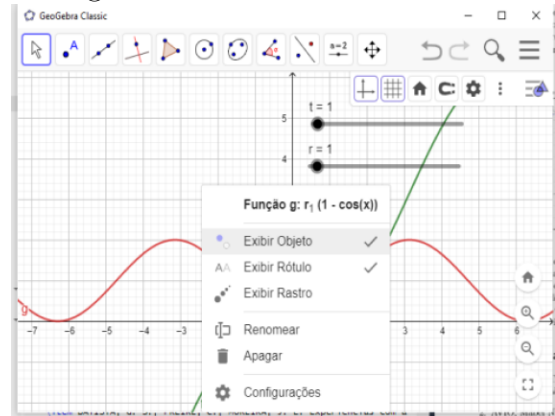 GeoGebra Classic
A
a=2
t = 1
5
r = 1
4
Função g: r₁ (1 - cos(x))
Exibir Objeto
AA Exibir Rótulo
Exibir Rastro
g
-7 -6 -5 -4 -3 3 4 5 6
Renomear
Apagar
Configurações